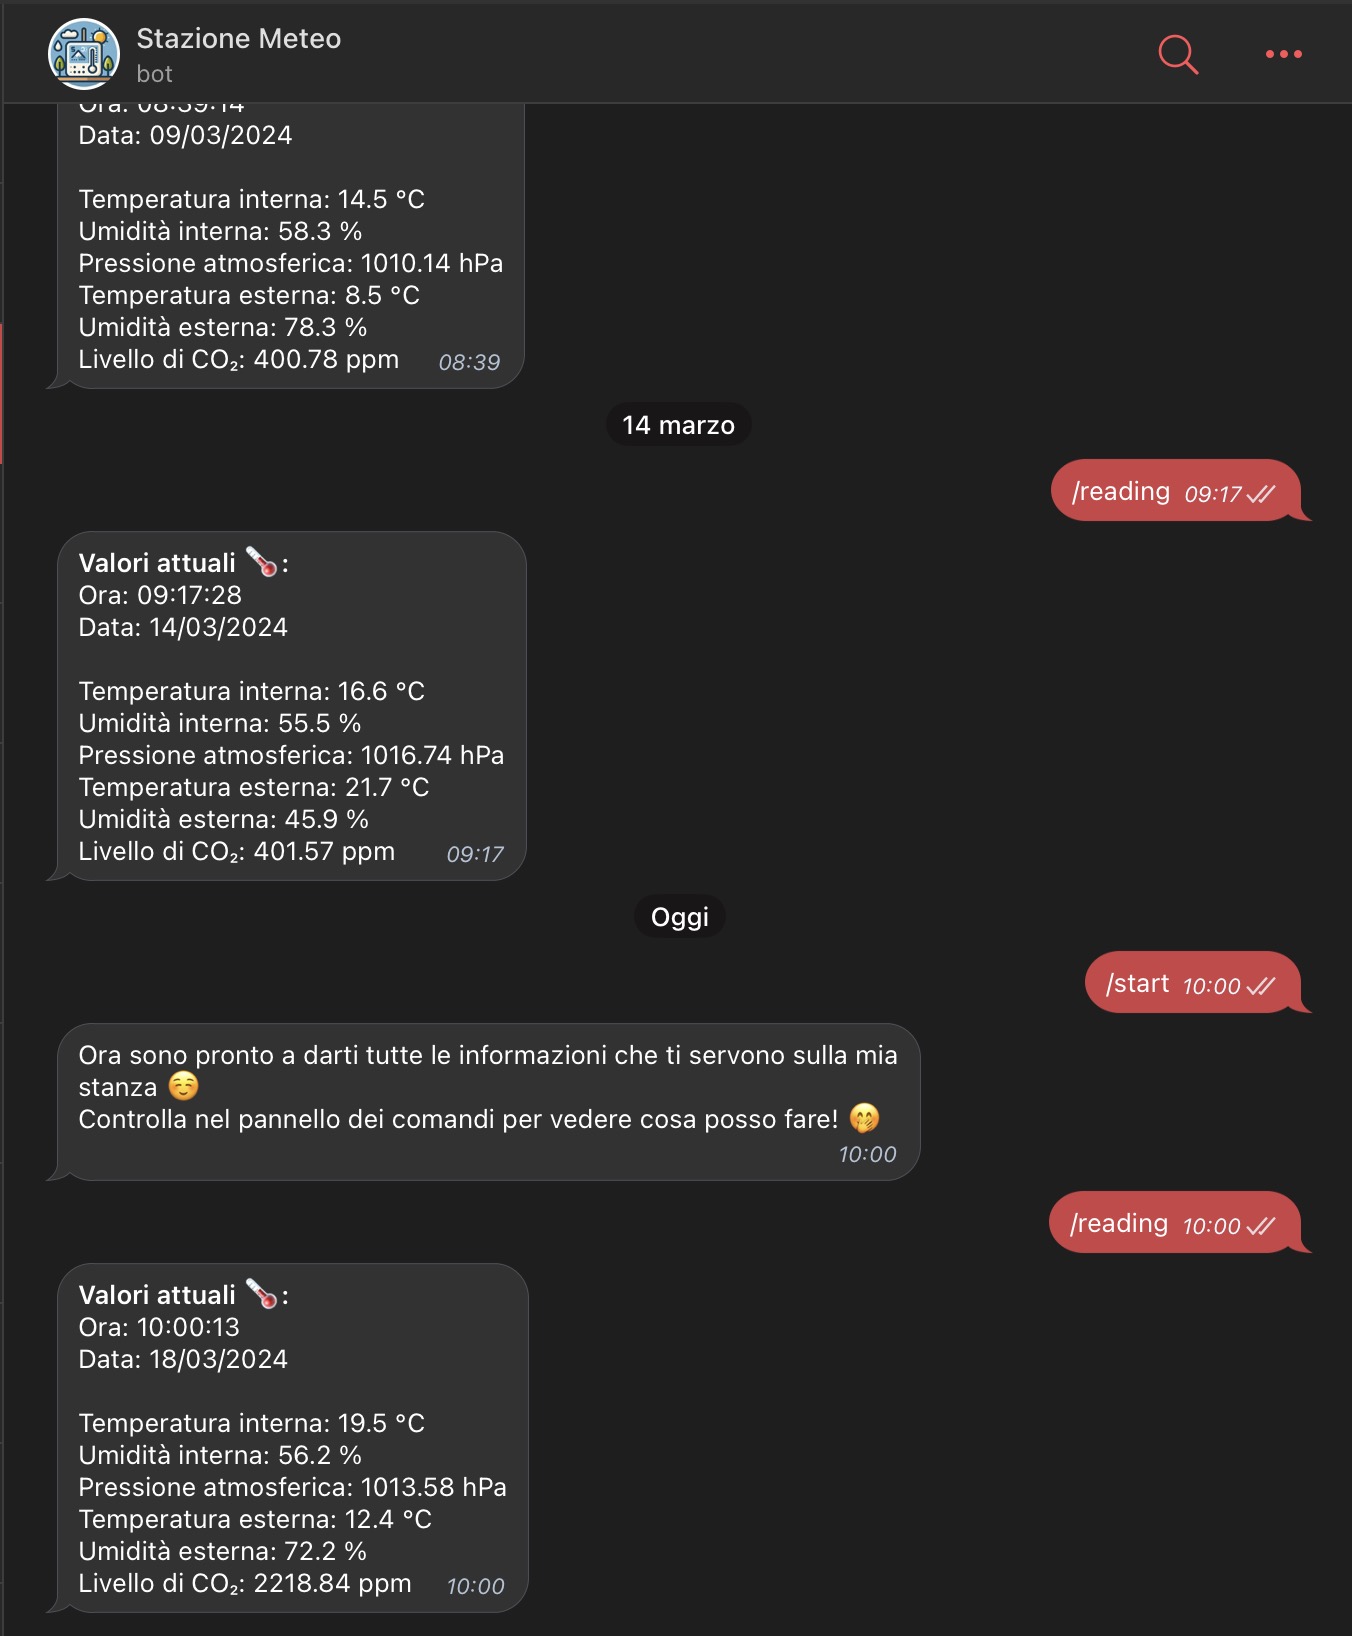 Stazione Meteo
bot
Ora: 08:39:14
Data: 09/03/2024
Temperatura interna: 14.5 °C
Umidità interna: 58.3 %
Pressione atmosferica: 1010.14 hPa
Temperatura esterna: 8.5 °C
Umidità esterna: 78.3 %
Livello di CO₂: 400.78 ppm 08:39
14 marzo
/reading 09:17
Valori attuali 🌡️:
Ora: 09:17:28
Data: 14/03/2024
Temperatura interna: 16.6 °C
Umidità interna: 55.5 %
Pressione atmosferica: 1016.74 hPa
Temperatura esterna: 21.7 °C
Umidità esterna: 45.9 %
Livello di CO₂: 401.57 ppm 09:17
Oggi
/start 10:00
Ora sono pronto a darti tutte le informazioni che ti servono sulla mia
stanza ☺️
Controlla nel pannello dei comandi per vedere cosa posso fare! 🤭
10:00
/reading 10:00
Valori attuali 🌡️:
Ora: 10:00:13
Data: 18/03/2024
Temperatura interna: 19.5 °C
Umidità interna: 56.2 %
Pressione atmosferica: 1013.58 hPa
Temperatura esterna: 12.4 °C
Umidità esterna: 72.2 %
Livello di CO₂: 2218.84 ppm 10:00